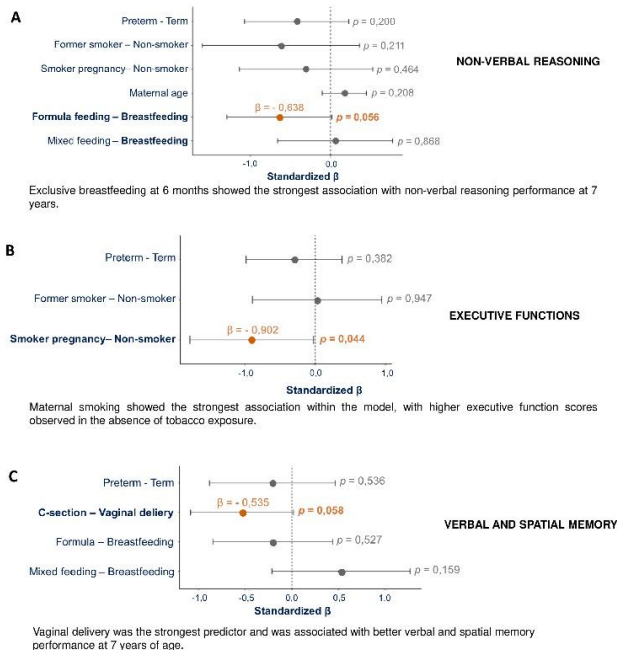 A
Preterm - Term
p = 0,200
Former smoker – Non-smoker
p = 0,211
NON-VERBAL REASONING
Smoker pregnancy– Non-smoker
p = 0,464
Maternal age
p = 0,208
β = - 0,638
Formula feeding – Breastfeeding
p = 0,056
Mixed feeding – Breastfeeding
p = 0,868
-1,0 0,0
Standardized β
Exclusive breastfeeding at 6 months showed the strongest association with non-verbal reasoning performance at 7
years.
B
Preterm - Term
p = 0,382
Former smoker – Non-smoker
p = 0,947
EXECUTIVE FUNCTIONS
β = - 0,902
Smoker pregnancy– Non-smoker
p = 0,044
-1,0 0,0 1,0
Standardized β
Maternal smoking showed the strongest association within the model, with higher executive function scores
observed in the absence of tobacco exposure.
C
Preterm - Term
p = 0,536
β = - 0,535
C-section – Vaginal deliery
p = 0,058
VERBAL AND SPATIAL MEMORY
Formula – Breastfeeding
p = 0,527
Mixed feeding – Breastfeeding
p = 0,159
-1,0 -0,5 0,0 0,5 1.0
Standardized β
Vaginal delivery was the strongest predictor and was associated with better verbal and spatial memory
performance at 7 years of age.